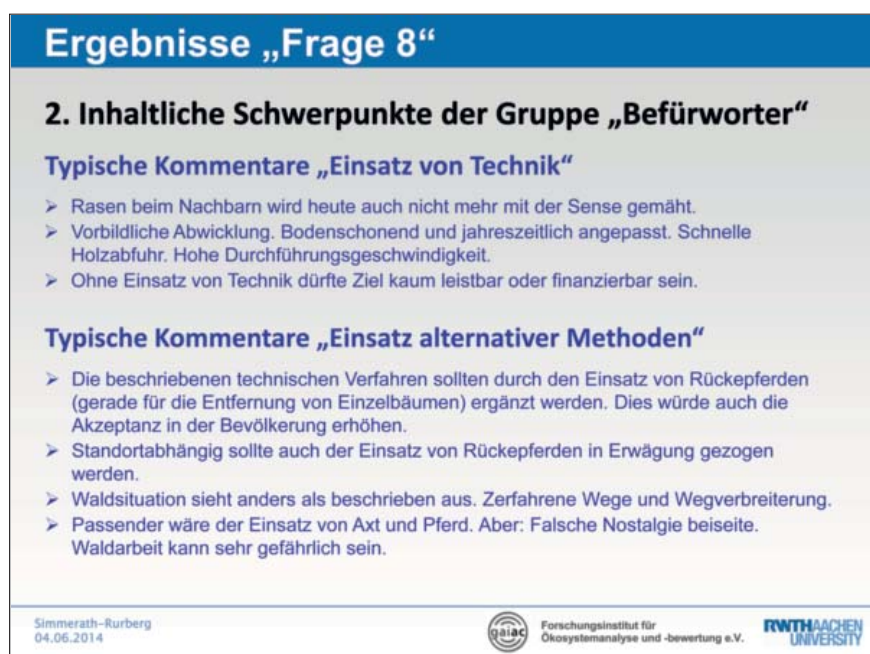 Ergebnisse „Frage 8“
2. Inhaltliche Schwerpunkte der Gruppe „Befürworter“
Typische Kommentare „Einsatz von Technik“
➢ Rasen beim Nachbarn wird heute auch nicht mehr mit der Sense gemäht.
➢ Vorbildliche Abwicklung. Bodenschonend und jahreszeitlich angepasst. Schnelle
Holzabfuhr. Hohe Durchführungsgeschwindigkeit.
➢ Ohne Einsatz von Technik dürfte Ziel kaum leistbar oder finanzierbar sein.
Typische Kommentare „Einsatz alternativer Methoden“
➢ Die beschriebenen technischen Verfahren sollten durch den Einsatz von Rückepferden
(gerade für die Entfernung von Einzelbäumen) ergänzt werden. Dies würde auch die
Akzeptanz in der Bevölkerung erhöhen.
➢ Standortabhängig sollte auch der Einsatz von Rückepferden in Erwägung gezogen
werden.
➢ Waldsituation sieht anders als beschrieben aus. Zerfahrene Wege und Wegverbreiterung.
➢ Passender wäre der Einsatz von Axt und Pferd. Aber: Falsche Nostalgie beiseite.
Waldarbeit kann sehr gefährlich sein.
Simmerath-Rurberg
04.06.2014
gaiac
Forschungsinstitut für
Ökosystemanalyse und -bewertung e.V.
RWTHAACHEN
UNIVERSITY